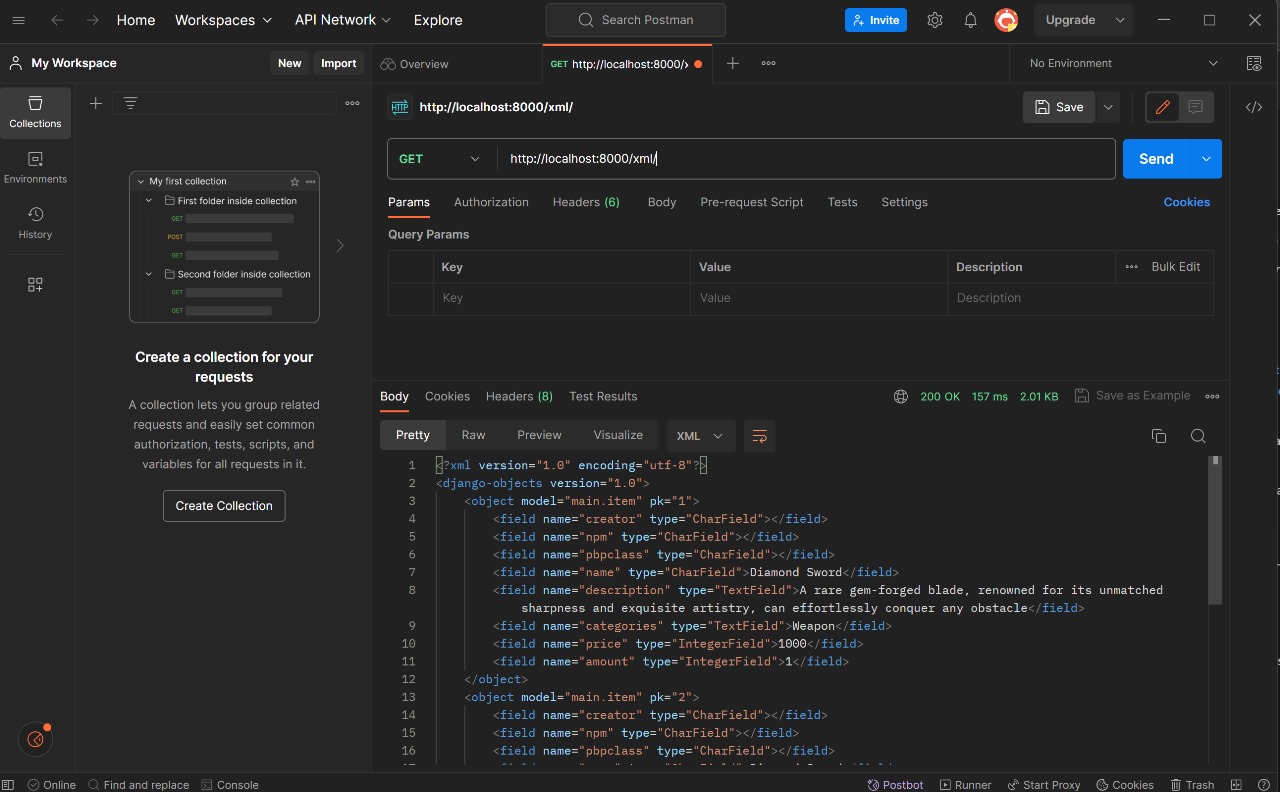 Home Workspaces API Network Explore Search Postman Invite Upgrade
My Workspace New Import
Overview GET http://localhost:8000/x No Environment
Collections
Environments
History
My first collection
First folder inside collection
GET
POST
GET
Second folder inside collection
GET
GET
Create a collection for your
requests
A collection lets you group related
requests and easily set common
authorization, tests, scripts, and
variables for all requests in it.
Create Collection
HTTP http://localhost:8000/xml/ Save
GET http://localhost:8000/xml/ Send
Params Authorization Headers (6) Body Pre-request Script Tests Settings Cookies
Query Params
Key Value Description Bulk Edit
Key Value Description
Body Cookies Headers (8) Test Results 200 OK 157 ms 2.01 KB Save as Example
Pretty Raw Preview Visualize XML
1 <?xml version="1.0" encoding="utf-8"?>
2 <django-objects version="1.0">
3 <object model="main.item" pk="1">
4 <field name="creator" type="CharField"></field>
5 <field name="npm" type="CharField"></field>
6 <field name="pbpclass" type="CharField"></field>
7 <field name="name" type="CharField">Diamond Sword</field>
8 <field name="description" type="TextField">A rare gem-forged blade, renowned for its unmatched
sharpness and exquisite artistry, can effortlessly conquer any obstacle</field>
9 <field name="categories" type="TextField">Weapon</field>
10 <field name="price" type="IntegerField">1000</field>
11 <field name="amount" type="IntegerField">1</field>
12 </object>
13 <object model="main.item" pk="2">
14 <field name="creator" type="CharField"></field>
15 <field name="npm" type="CharField"></field>
16 <field name="pbpclass" type="CharField"></field>
Online Find and replace Console Postbot Runner Start Proxy Cookies Trash